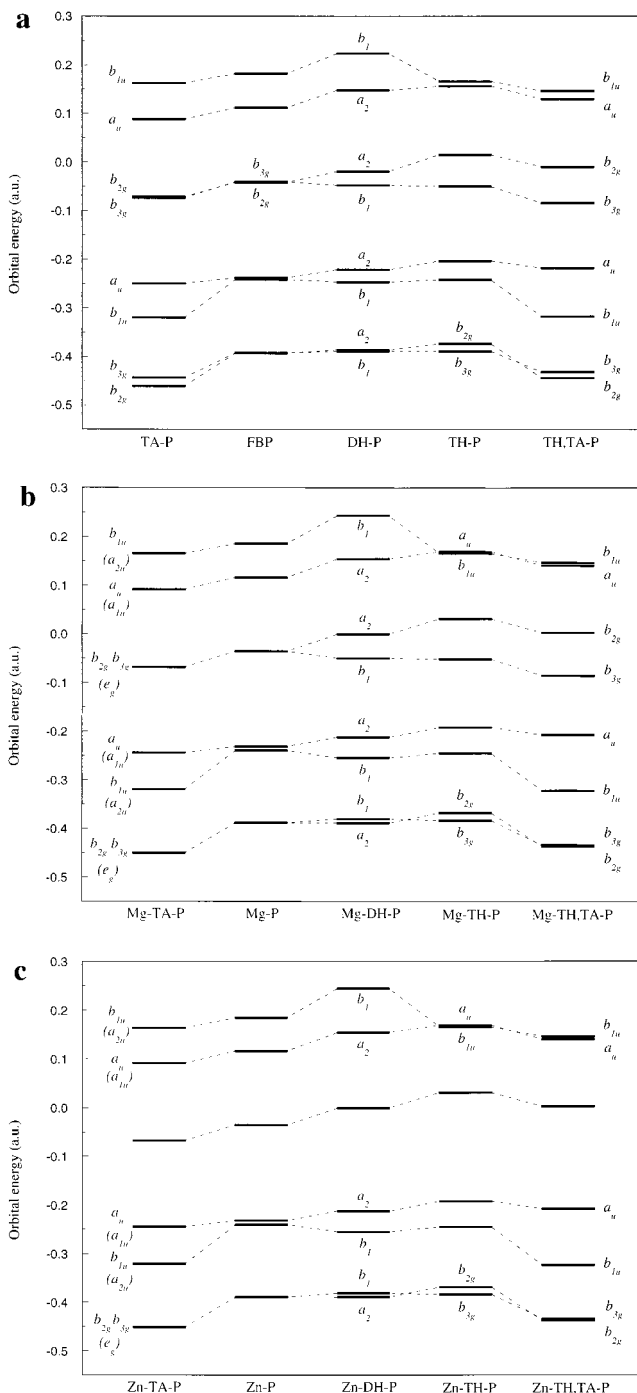 a
0.3
0.2
b1u
b1
b1u
0.1
au
a2
au
0.0
b3g
a2
b2g
b2g
b3g
b2g
b1
b3g
-0.1
Orbital energy (a.u.)
-0.2
au
a2
au
-0.3
b1u
b1
b1u
-0.4
b3g
a2
b2g
b3g
b2g
b1
b3g
b2g
-0.5
TA-P FBP DH-P TH-P TH,TA-P
b
0.3
0.2
b1u
(a2u)
b1
au
b1u
0.1
au
(a1u)
a2
b1u
au
0.0
a2
b2g
b2g b3g
(eg)
b1
b3g
-0.1
Orbital energy (a.u.)
-0.2
au
(a1u)
a2
au
-0.3
b1u
(a2u)
b1
b1u
-0.4
b2g b3g
(eg)
b1
a2
b2g
b3g
b3g
b2g
-0.5
Mg-TA-P Mg-P Mg-DH-P Mg-TH-P Mg-TH,TA-P
c
0.3
0.2
b1u
(a2u)
b1
au
b1u
0.1
au
(a1u)
a2
b1u
au
0.0
-0.1
Orbital energy (a.u.)
-0.2
au
(a1u)
a2
au
-0.3
b1u
(a2u)
b1
b1u
-0.4
b2g b3g
(eg)
b1
a2
b2g
b3g
b3g
b2g
-0.5
Zn-TA-P Zn-P Zn-DH-P Zn-TH-P Zn-TH,TA-P